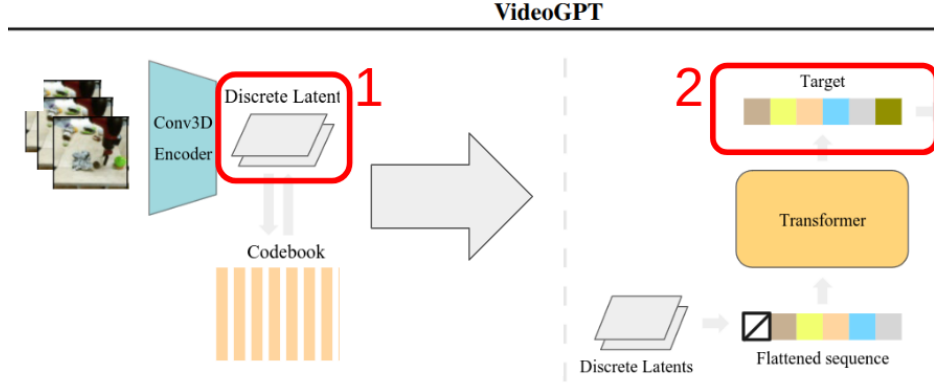 VideoGPT
Conv3D
Encoder
Discrete Latent
1
Codebook
2
Target
Transformer
Discrete Latents
Flattened sequence